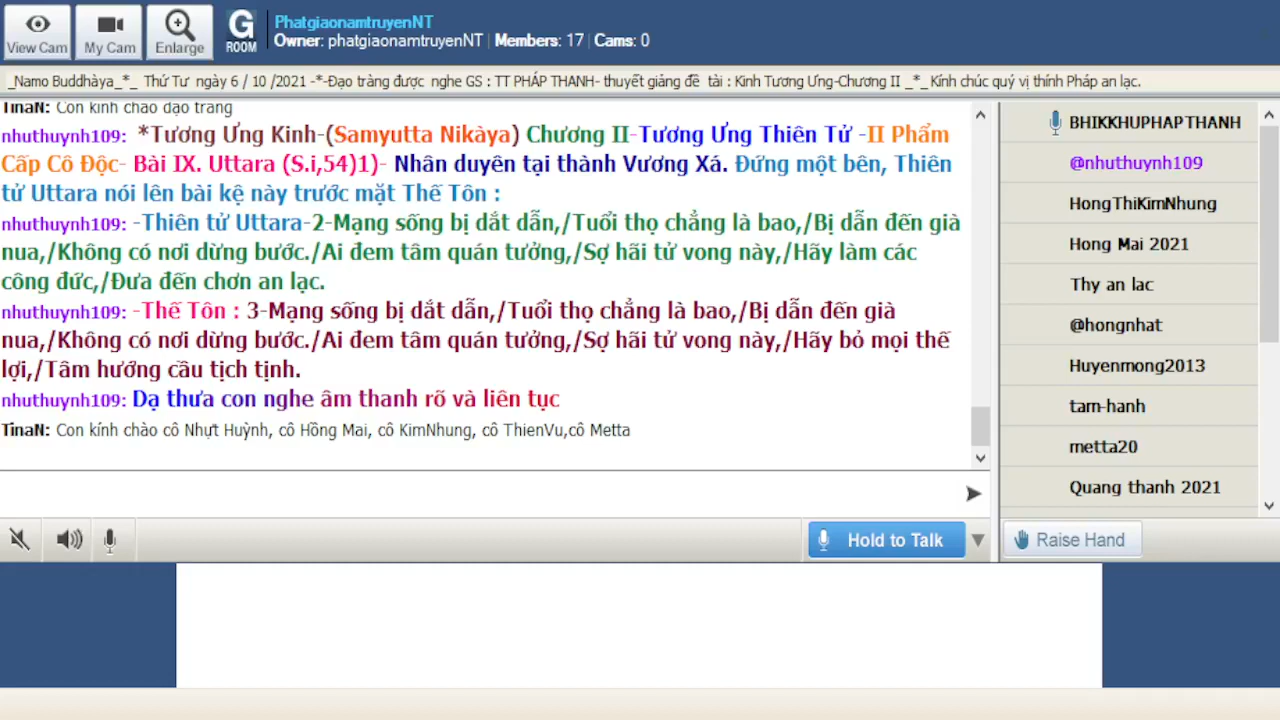 View Cam
My Cam
Enlarge
G
ROOM
PhatgiaonamtruyenNT
Owner: phatgiaonamtruyenNT | Members: 17 | Cams: 0
_Namo Buddhàya_*_ Thứ Tư ngày 6 / 10 /2021 -*-Đạo tràng được nghe GS : TT PHÁP THANH- thuyết giảng đề tài : Kinh Tương Ưng-Chương II _*_Kính chúc quý vị thính Pháp an lạc.
TinaN: Con kính chào đạo tràng
nhuthuynh109: *Tương Ưng Kinh-(Samyutta Nikàya) Chương II-Tương Ưng Thiên Tử -II Phẩm
Cấp Cô Độc- Bài IX. Uttara (S.i,54)1)- Nhân duyên tại thành Vương Xá. Đứng một bên, Thiên
tử Uttara nói lên bài kệ này trước mặt Thế Tôn :
nhuthuynh109: -Thiên tử Uttara-2-Mạng sống bị dắt dẫn,/Tuổi thọ chẳng là bao,/Bị dẫn đến già
nua,/Không có nơi dừng bước./Ai đem tâm quán tưởng,/Sợ hãi tử vong này,/Hãy làm các
công đức,/Đưa đến chơn an lạc.
nhuthuynh109: -Thế Tôn : 3-Mạng sống bị dắt dẫn,/Tuổi thọ chẳng là bao,/Bị dẫn đến già
nua,/Không có nơi dừng bước./Ai đem tâm quán tưởng,/Sợ hãi tử vong này,/Hãy bỏ mọi thế
lợi,/Tâm hướng cầu tịch tịnh.
nhuthuynh109: Dạ thưa con nghe âm thanh rõ và liên tục
TinaN: Con kính chào cô Nhựt Huỳnh, cô Hồng Mai, cô KimNhung, cô ThienVu,cô Metta
Hold to Talk
BHIKKHUPHAPTHANH
@nhuthuynh109
HongThiKimNhung
Hong Mai 2021
Thy an lac
@hongnhat
Huyenmong2013
tam-hanh
metta20
Quang thanh 2021
Raise Hand